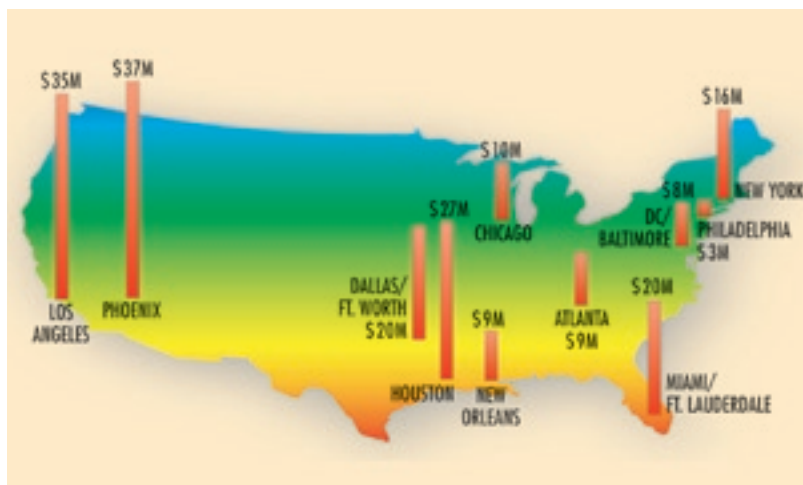 $35M
LOS
ANGELES
$37M
PHOENIX
DALLAS/
FT. WORTH
$20M
$27M
HOUSTON
$9M
NEW
ORLEANS
$10M
CHICAGO
ATLANTA
$9M
$20M
MIAMI/
FT. LAUDERDALE
$8M
DC/
BALTIMORE
PHILADELPHIA
$3M
$16M
NEW YORK